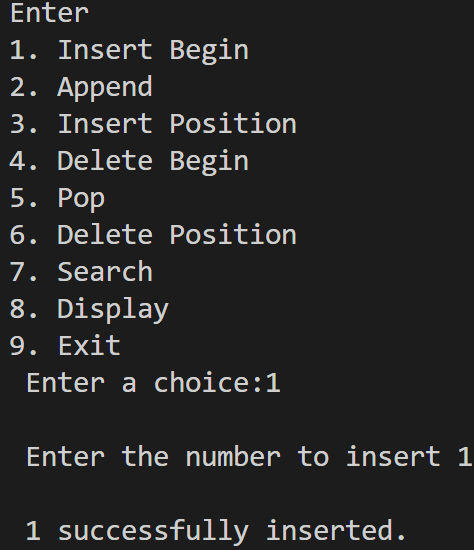 Enter
1. Insert Begin
2. Append
3. Insert Position
4. Delete Begin
5. Pop
6. Delete Position
7. Search
8. Display
9. Exit
Enter a choice:1
Enter the number to insert 1
1 successfully inserted.